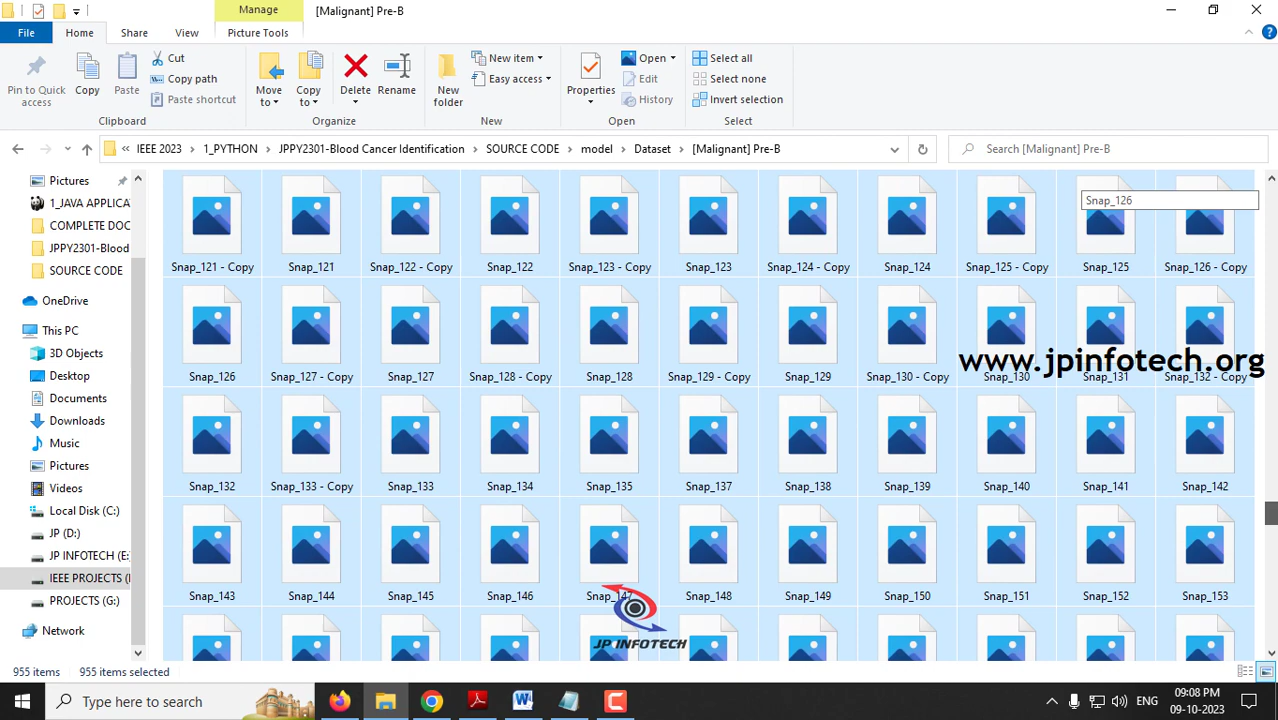 Manage
[Malignant] Pre-B
File
Home
Share
View
Picture Tools
Pin to Quick access
Copy
Paste
Cut
Copy path
Paste shortcut
Clipboard
Move to
Copy to
Delete
Rename
Organize
New folder
New item
Easy access
New
Properties
Open
Edit
History
Open
Select all
Select none
Invert selection
Select
« IEEE 2023 > 1_PYTHON > JPPY2301-Blood Cancer Identification > SOURCE CODE > model > Dataset > [Malignant] Pre-B
Search [Malignant] Pre-B
Pictures
1_JAVA APPLICA
COMPLETE DOC
JPPY2301-Blood
SOURCE CODE
OneDrive
This PC
3D Objects
Desktop
Documents
Downloads
Music
Pictures
Videos
Local Disk (C:)
JP (D:)
JP INFOTECH (E:
IEEE PROJECTS (
PROJECTS (G:)
Network
Snap_126
Snap_121 - Copy Snap_121 Snap_122 - Copy Snap_122 Snap_123 - Copy Snap_123 Snap_124 - Copy Snap_124 Snap_125 - Copy Snap_125 Snap_126 - Copy
www.jpinfotech.org
Snap_126 Snap_127 - Copy Snap_127 Snap_128 - Copy Snap_128 Snap_129 - Copy Snap_129 Snap_130 - Copy Snap_130 Snap_131 Snap_132 - Copy
Snap_132 Snap_133 - Copy Snap_133 Snap_134 Snap_135 Snap_137 Snap_138 Snap_139 Snap_140 Snap_141 Snap_142
Snap_143 Snap_144 Snap_145 Snap_146 Snap_147 Snap_148 Snap_149 Snap_150 Snap_151 Snap_152 Snap_153
JP INFOTECH
955 items 955 items selected
Type here to search
ENG
09:08 PM
09-10-2023